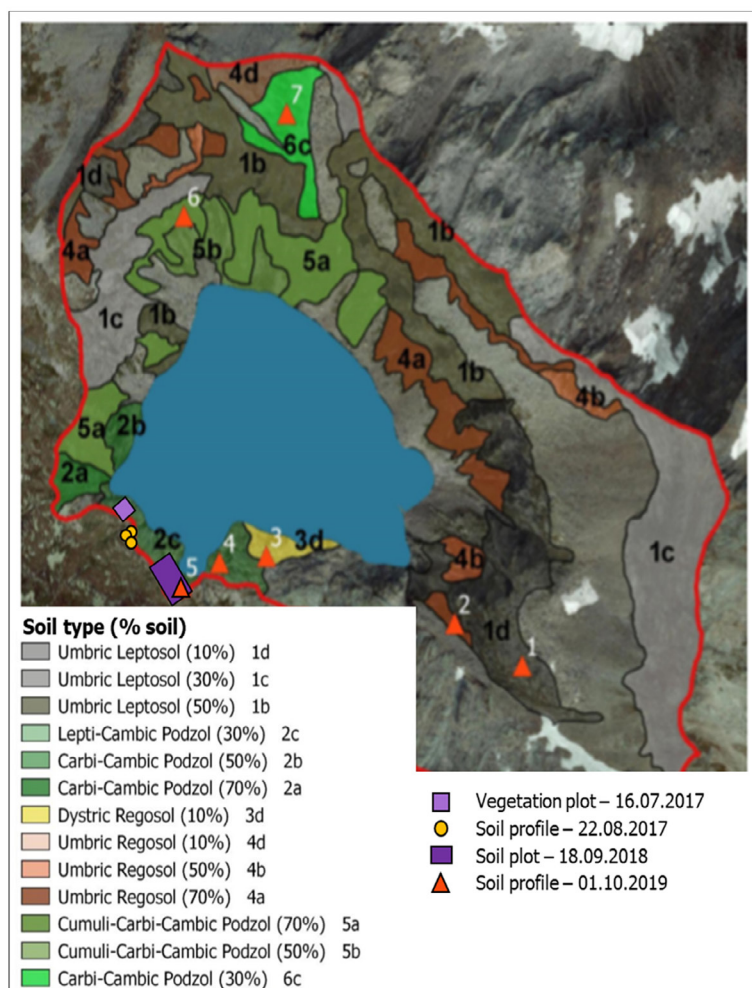 4d
7
6c
1b
1d
6
4a
5b
5a
1b
1c
1b
4a
1b
4b
5a
2b
2a
2c
5
4
3
3d
4b
1c
2
1d
1
Soil type (% soil)
Umbric Leptosol (10%) 1d
Umbric Leptosol (30%) 1c
Umbric Leptosol (50%) 1b
Lepti-Cambic Podzol (30%) 2c
Carbi-Cambic Podzol (50%) 2b
Carbi-Cambic Podzol (70%) 2a
Dystric Regosol (10%) 3d
Umbric Regosol (10%) 4d
Umbric Regosol (50%) 4b
Umbric Regosol (70%) 4a
Cumuli-Carbi-Cambic Podzol (70%) 5a
Cumuli-Carbi-Cambic Podzol (50%) 5b
Carbi-Cambic Podzol (30%) 6c
Vegetation plot – 16.07.2017
Soil profile – 22.08.2017
Soil plot - 18.09.2018
Soil profile – 01.10.2019